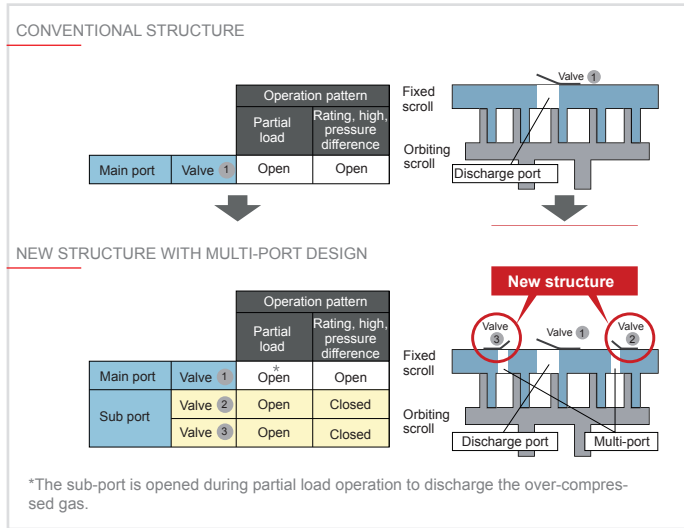 CONVENTIONAL STRUCTURE
Operation pattern
Partial load
Rating, high, pressure difference
Main port Valve 1 Open Open
Valve 1
Fixed scroll
Orbiting scroll
Discharge port
NEW STRUCTURE WITH MULTI-PORT DESIGN
Operation pattern
Partial load
Rating, high, pressure difference
Main port Valve 1 Open* Open
Sub port Valve 2 Open Closed
Valve 3 Open Closed
New structure
Valve 3
Valve 1
Valve 2
Fixed scroll
Orbiting scroll
Discharge port
Multi-port
*The sub-port is opened during partial load operation to discharge the over-compres-
sed gas.